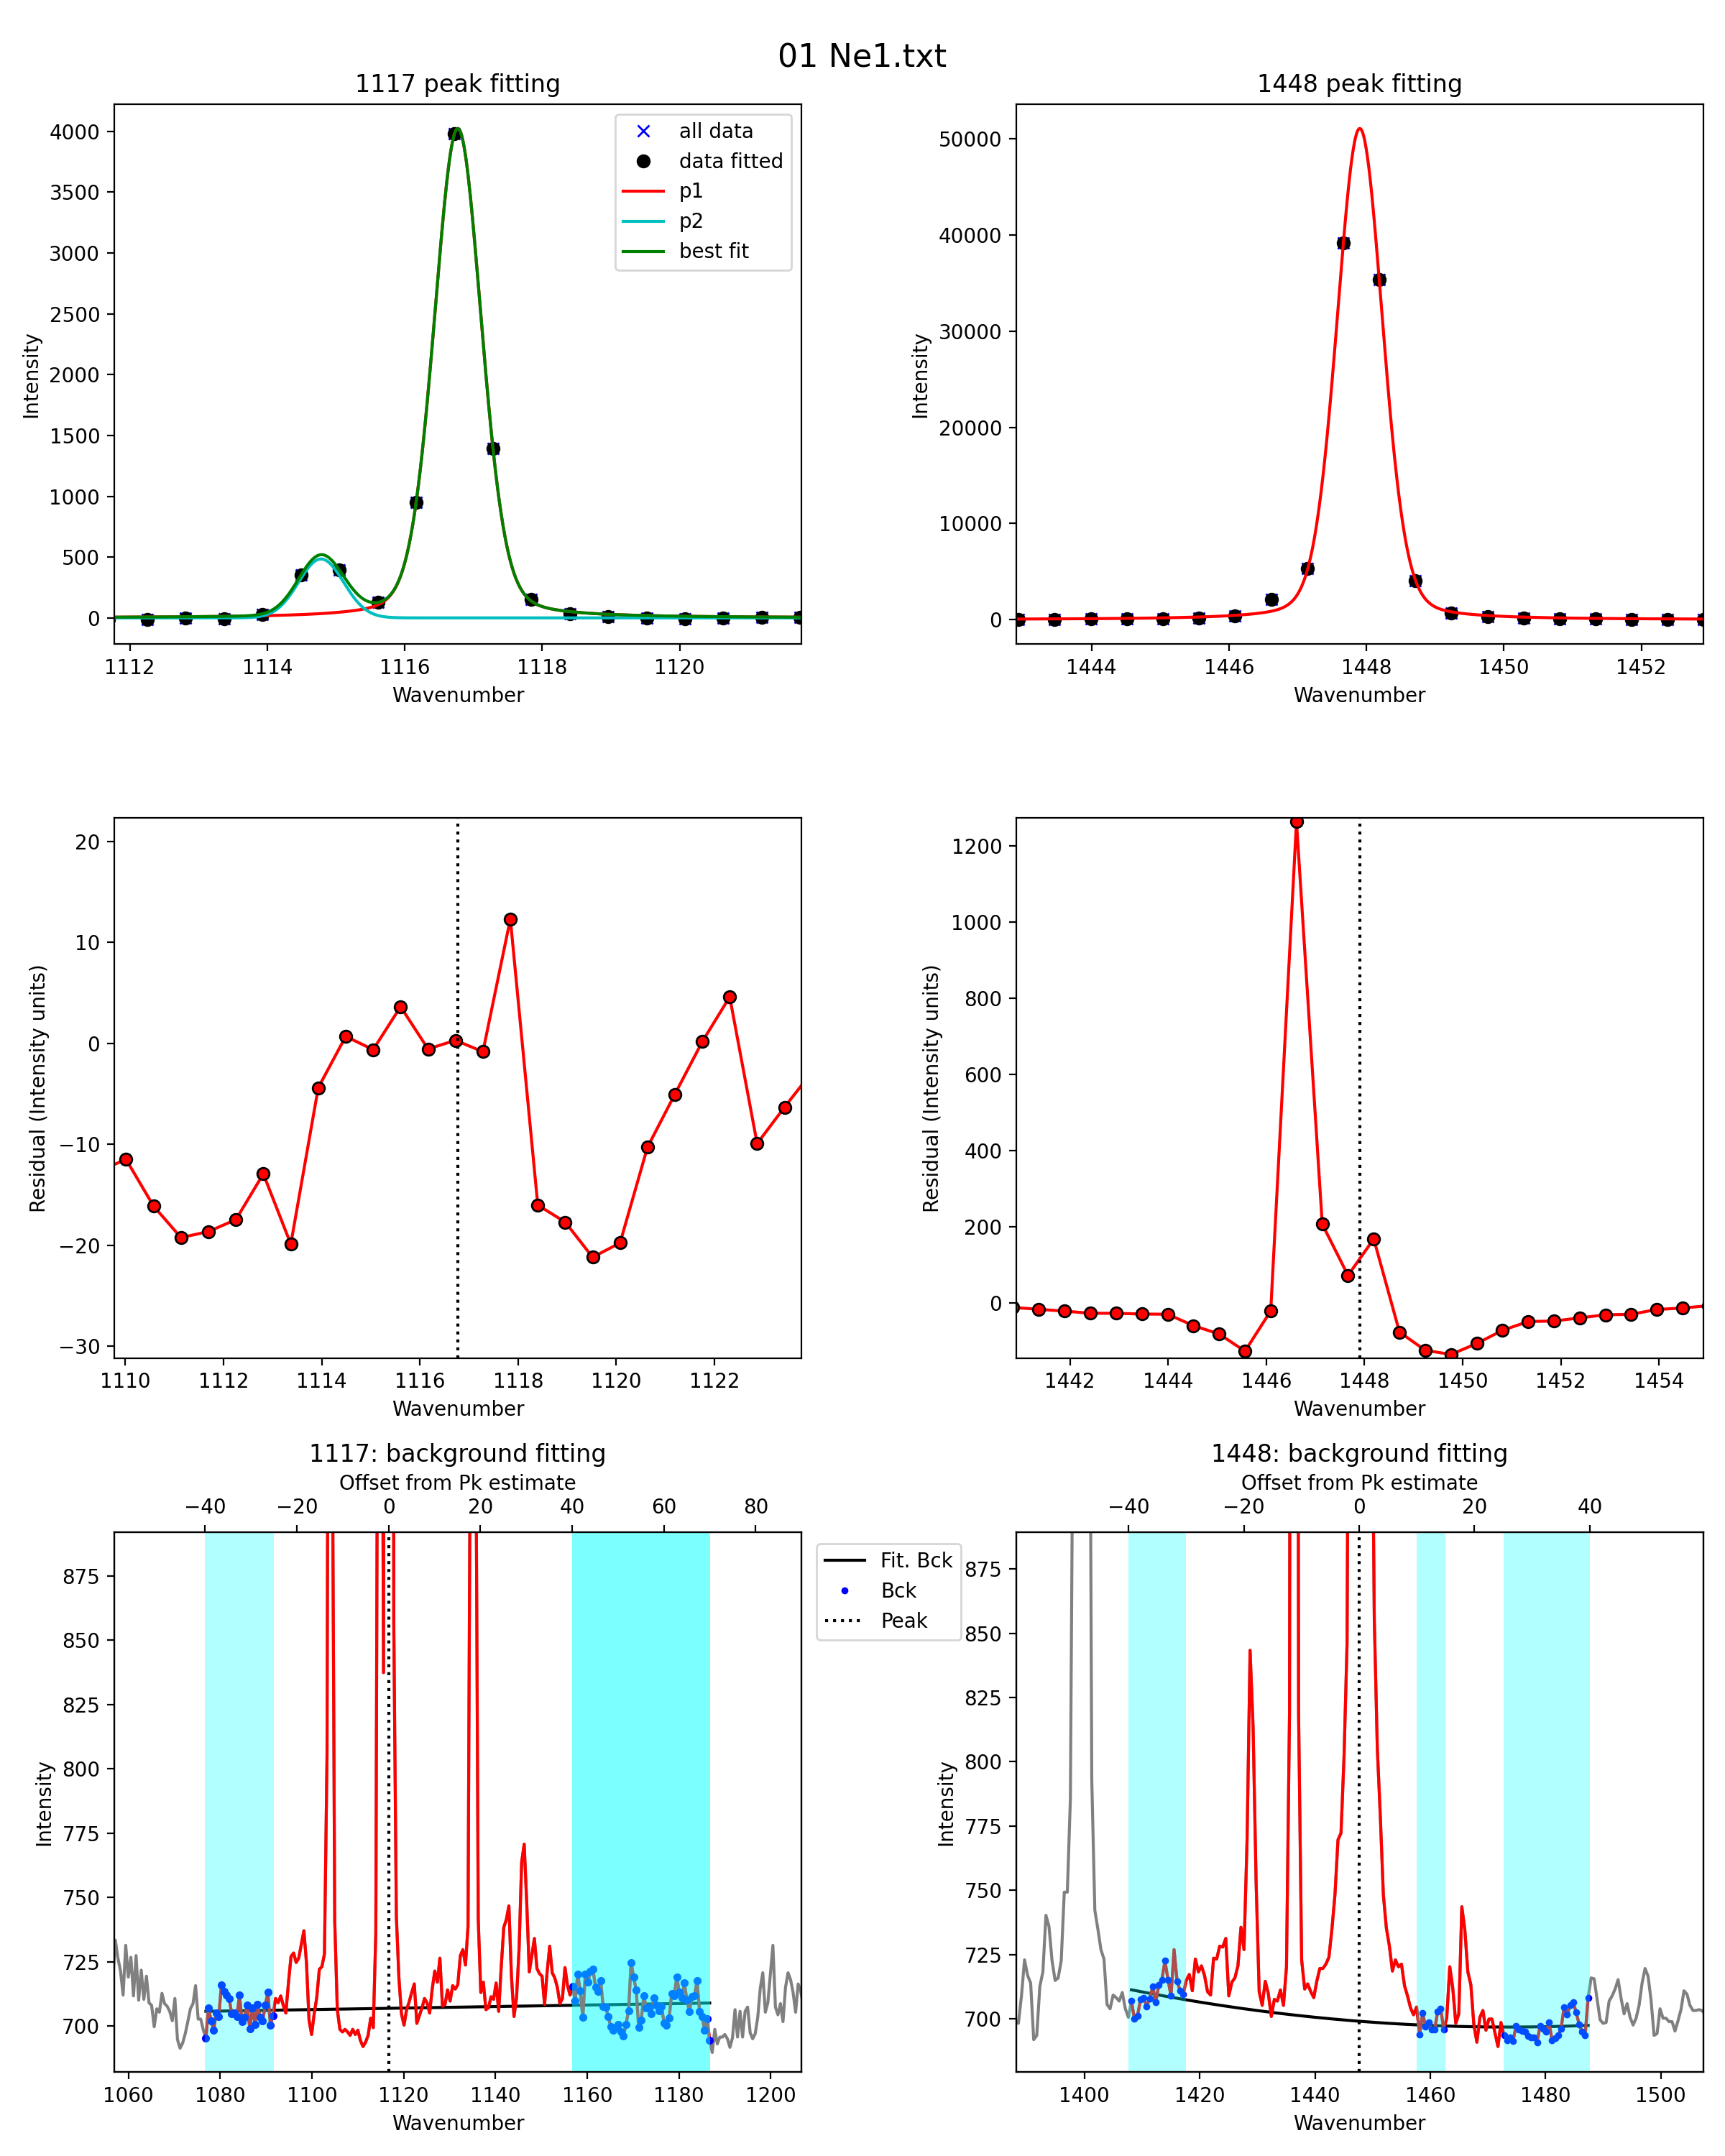 01 Ne1.txt
1117 peak fitting
4000
3500
3000
2500
2000
1500
1000
500
0
Intensity
all data
data fitted
p1
p2
best fit
1112 1114 1116 1118 1120
Wavenumber
1448 peak fitting
50000
40000
30000
20000
10000
0
Intensity
1444 1446 1448 1450 1452
Wavenumber
20
10
0
−10
−20
−30
Residual (Intensity units)
1110 1112 1114 1116 1118 1120 1122
Wavenumber
1200
1000
800
600
400
200
0
Residual (Intensity units)
1442 1444 1446 1448 1450 1452 1454
Wavenumber
1117: background fitting
Offset from Pk estimate
−40 −20 0 20 40 60 80
875
850
825
800
775
750
725
700
Intensity
1060 1080 1100 1120 1140 1160 1180 1200
Wavenumber
Fit. Bck
Bck
Peak
1448: background fitting
Offset from Pk estimate
−40 −20 0 20 40
875
850
825
800
775
750
725
700
Intensity
1400 1420 1440 1460 1480 1500
Wavenumber